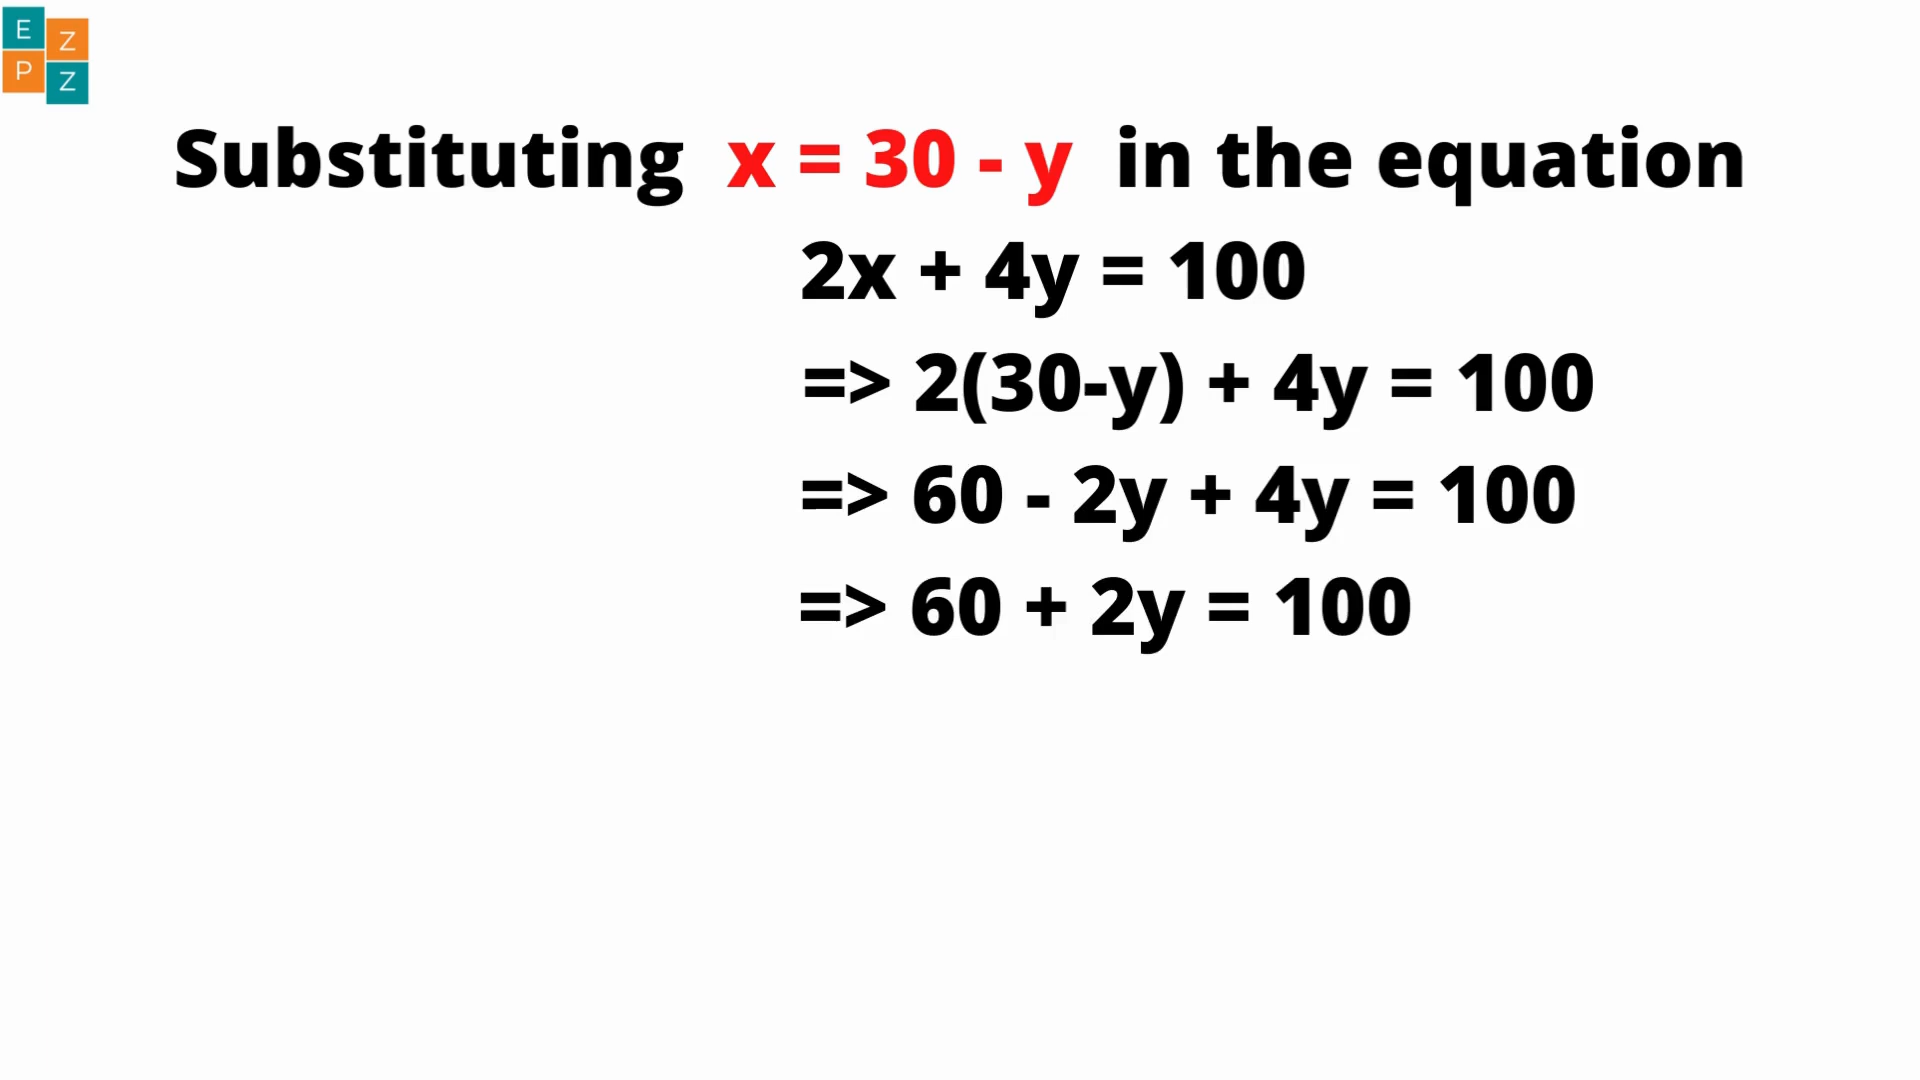 E Z
P Z
Substituting x = 30 - y in the equation
2x + 4y = 100
=> 2(30-y) + 4y = 100
=> 60 - 2y + 4y = 100
=> 60 + 2y = 100